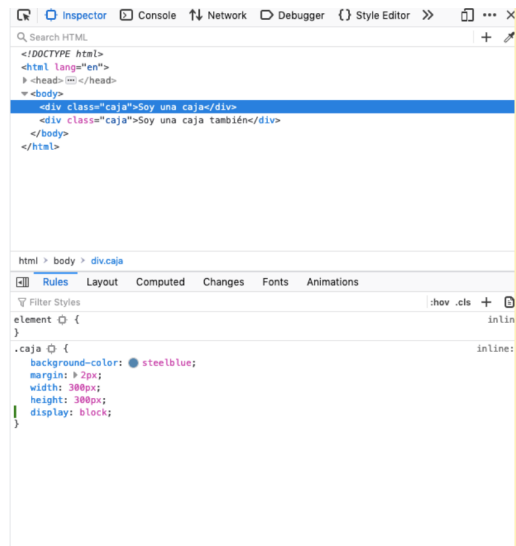 Inspector Console Network Debugger {} Style Editor
Search HTML
<!DOCTYPE html>
<html lang="en">
<head> ... </head>
<body>
<div class="caja">Soy una caja</div>
<div class="caja">Soy una caja también</div>
</body>
</html>
html > body > div.caja
Rules Layout Computed Changes Fonts Animations
Filter Styles :hov .cls +
element { inlin
}
.caja { inline:
background-color: steelblue;
margin: 2px;
width: 300px;
height: 300px;
display: block;
}